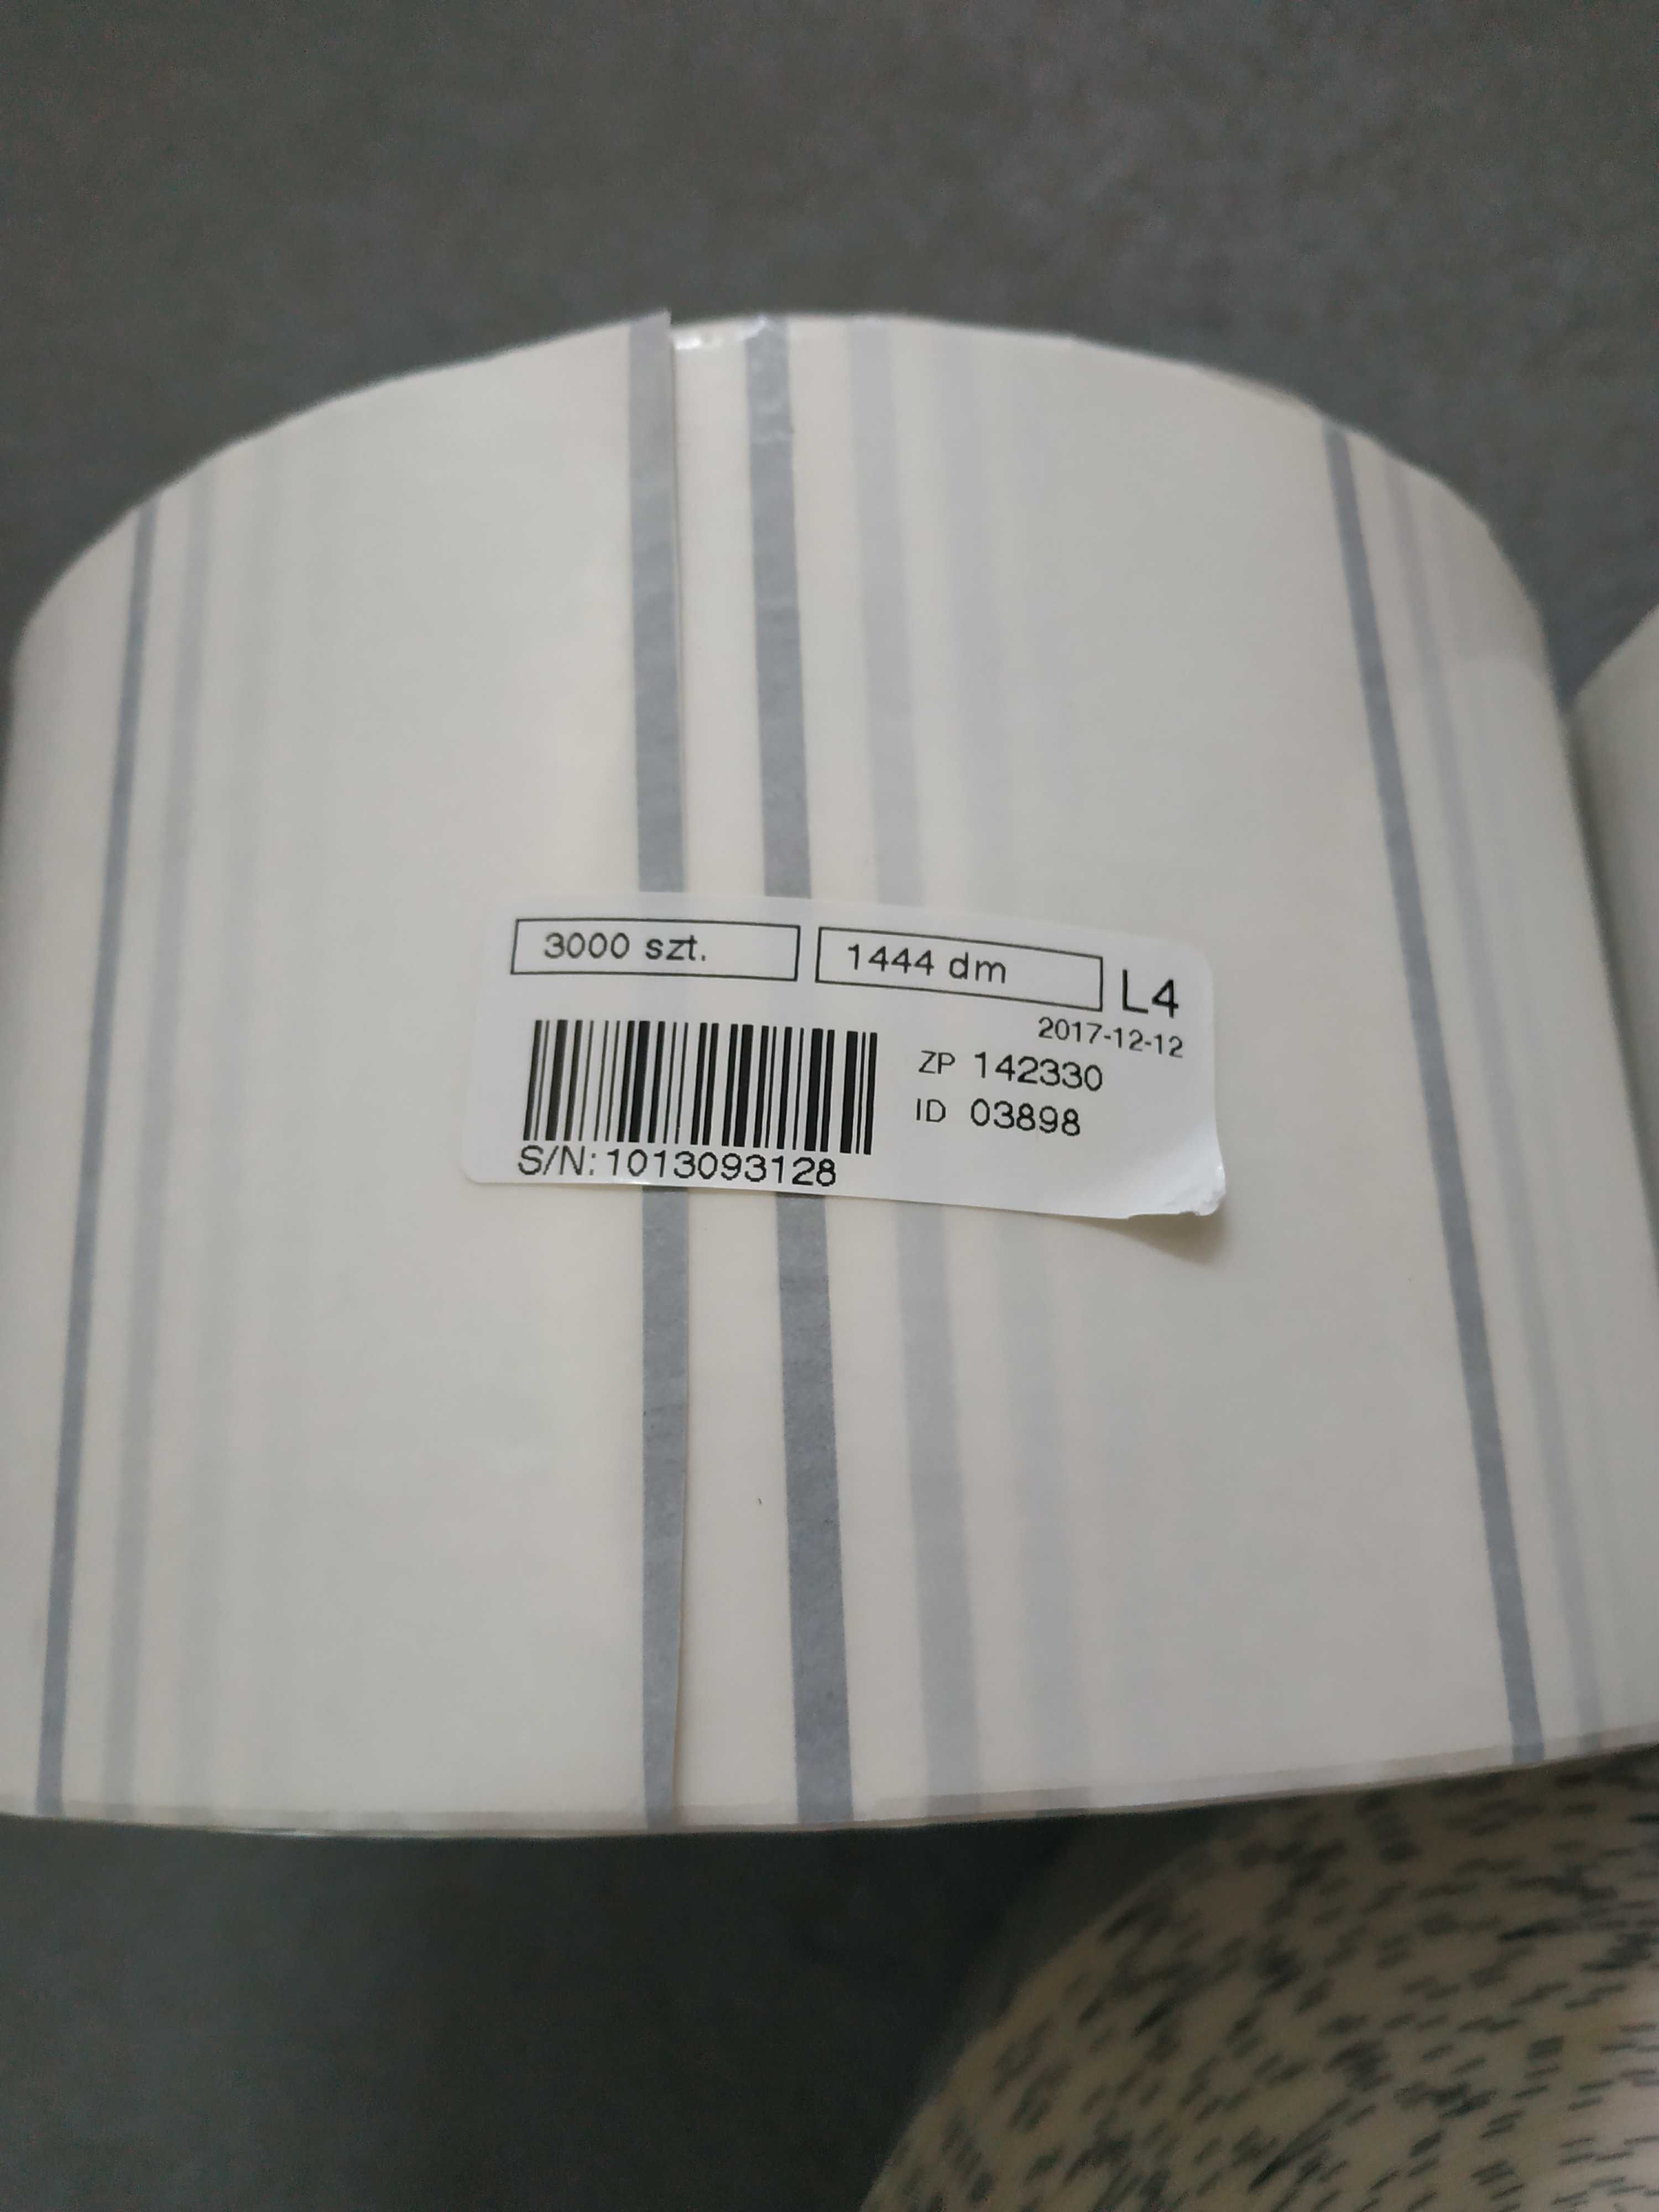 3000 szt. 1444 dm L4
2017-12-12
ZP 142330
ID 03898
S/N: 1013093128